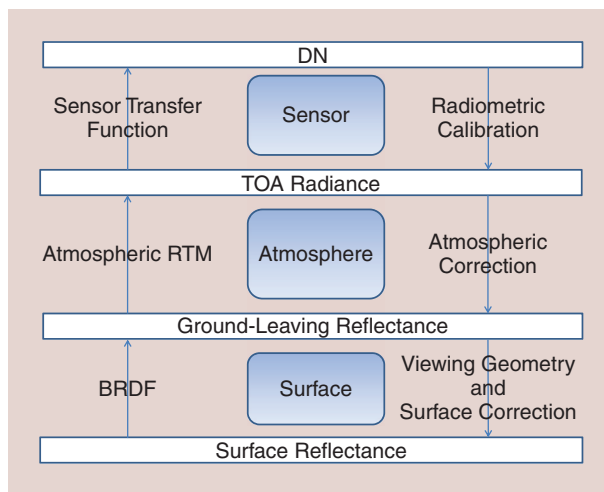 DN
Sensor Transfer
Function
Sensor
Radiometric
Calibration
TOA Radiance
Atmospheric RTM
Atmosphere
Atmospheric
Correction
Ground-Leaving Reflectance
BRDF
Surface
Viewing Geometry
and
Surface Correction
Surface Reflectance